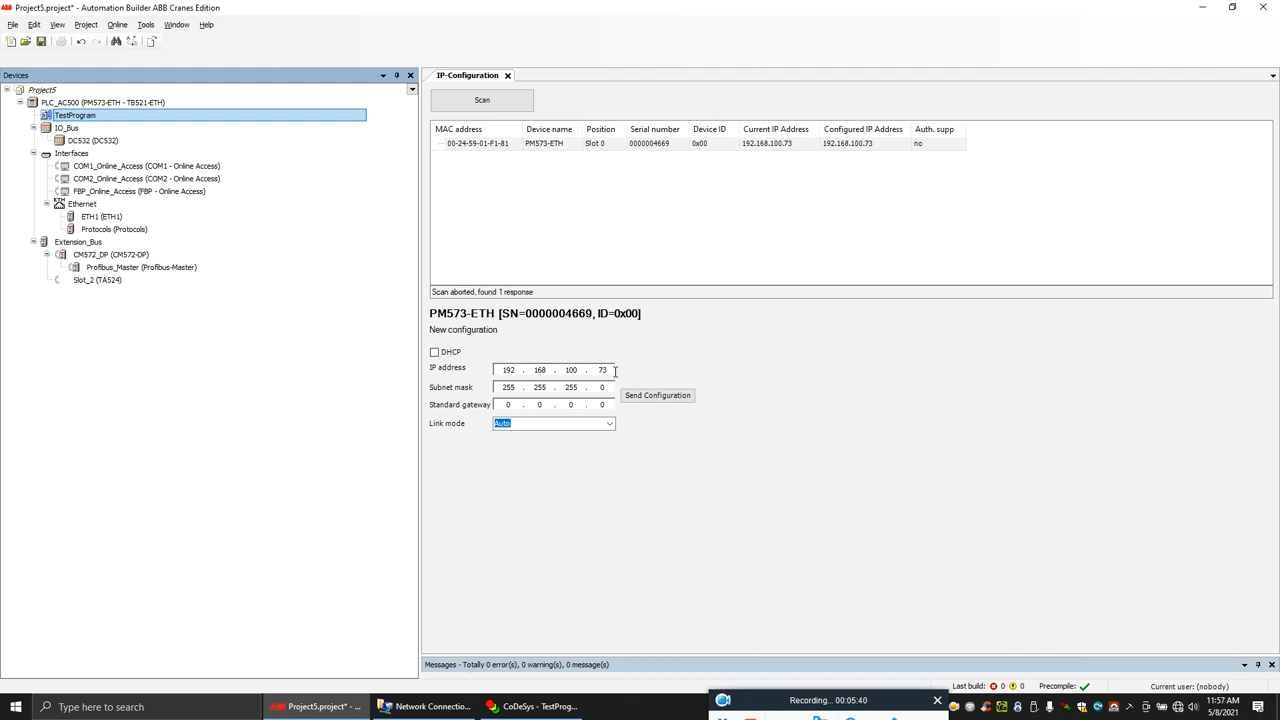 Project5.project* - Automation Builder ABB Cranes Edition
File Edit View Project Online Tools Window Help
Devices
Project5
PLC_AC500 (PM573-ETH - TB521-ETH)
TestProgram
IO_Bus
DC532 (DC532)
Interfaces
COM1_Online_Access (COM1 - Online Access)
COM2_Online_Access (COM2 - Online Access)
FBP_Online_Access (FBP - Online Access)
ETH
Ethernet
ETH1 (ETH1)
Protocols (Protocols)
Extension_Bus
CM572_DP (CM572-DP)
Profibus_Master (Profibus-Master)
Slot_2 (TA524)
IP-Configuration
Scan
MAC address Device name Position Serial number Device ID Current IP Address Configured IP Address Auth. supp
00-24-59-01-F1-81 PM573-ETH Slot 0 0000004669 0x00 192.168.100.73 192.168.100.73 no
Scan aborted, found 1 response
PM573-ETH [SN=0000004669, ID=0x00]
New configuration
DHCP
IP address 192 . 168 . 100 . 73
Subnet mask 255 . 255 . 255 . 0
Send Configuration
Standard gateway 0 . 0 . 0 . 0
Link mode Auto
Messages - Totally 0 error(s), 0 warning(s), 0 message(s)
Last build: 0 0 Precompile: Current user: (nobody)
Type here to search
Project5.project* - ...
Network Connectio...
CoDeSys - TestProg...
Recording... 00:05:40
11:57 AM
5/8/2021